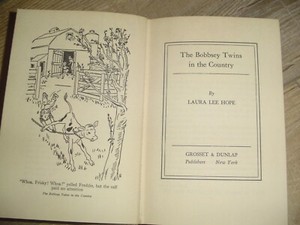 "Whoa, Frisky! Whoa!" yelled Freddie, but the calf
paid no attention
The Bobbsey Twins in the Country
The Bobbsey Twins
in the Country
By
LAURA LEE HOPE
GROSSET & DUNLAP
Publishers New York